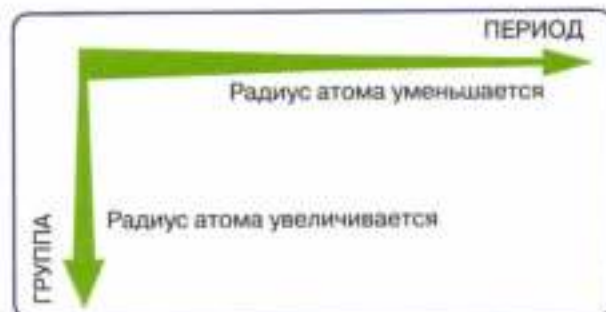 ПЕРИОД
Радиус атома уменьшается
Радиус атома увеличивается
ГРУППА